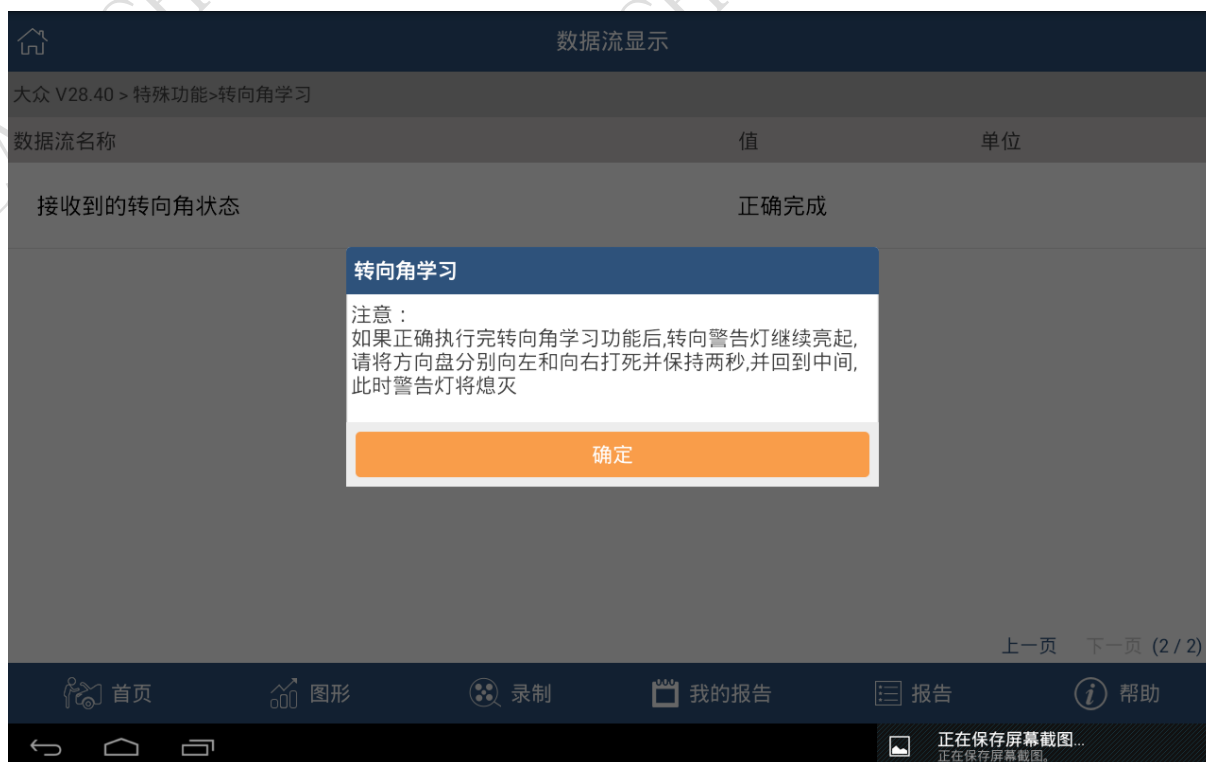 数据流显示
大众 V28.40 > 特殊功能>转向角学习
数据流名称 值 单位
接收到的转向角状态 正确完成
转向角学习
注意：
如果正确执行完转向角学习功能后,转向警告灯继续亮起,
请将方向盘分别向左和向右打死并保持两秒,并回到中间,
此时警告灯将熄灭
确定
上一页 下一页 (2 / 2)
首页 图形 录制 我的报告 报告 帮助
正在保存屏幕截图...
正在保存屏幕截图。